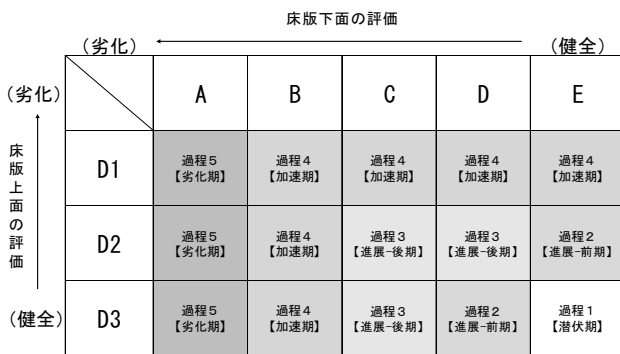 床版下面の評価
(劣化)
(健全)
(劣化)
A
B
C
D
E
床版上面の評価
D1
過程5
【劣化期】
過程4
【加速期】
過程4
【加速期】
過程4
【加速期】
過程4
【加速期】
D2
過程5
【劣化期】
過程4
【加速期】
過程3
【進展-後期】
過程3
【進展-後期】
過程2
【進展-前期】
(健全)
D3
過程5
【劣化期】
過程4
【加速期】
過程3
【進展-後期】
過程2
【進展-前期】
過程1
【潜伏期】